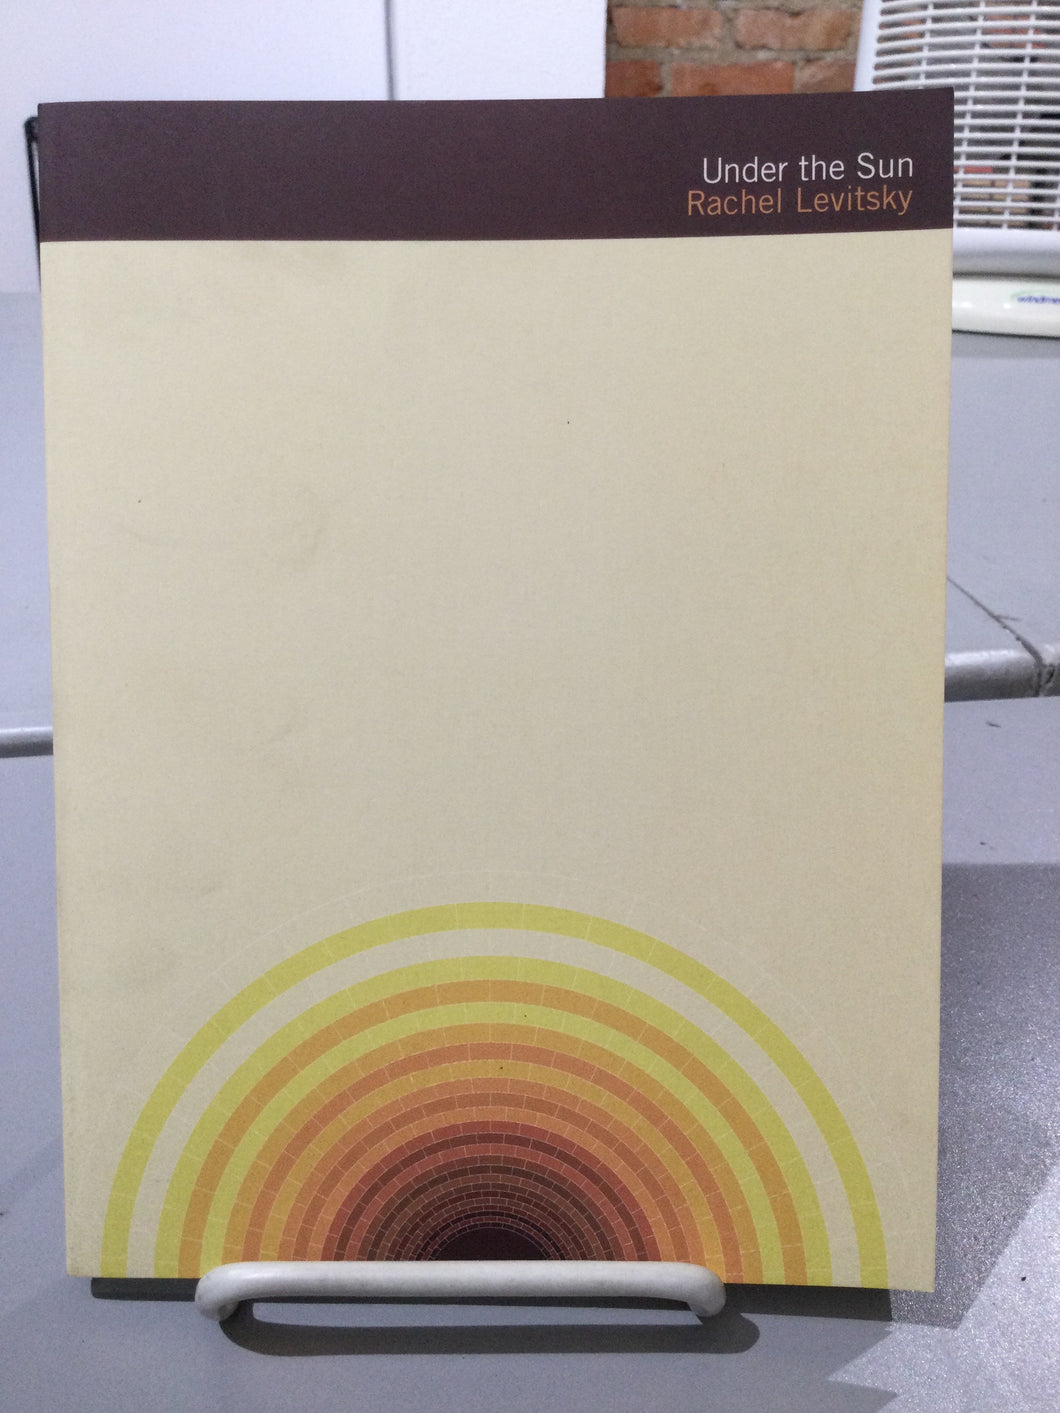 Under the Sun
Rachel Levitsky